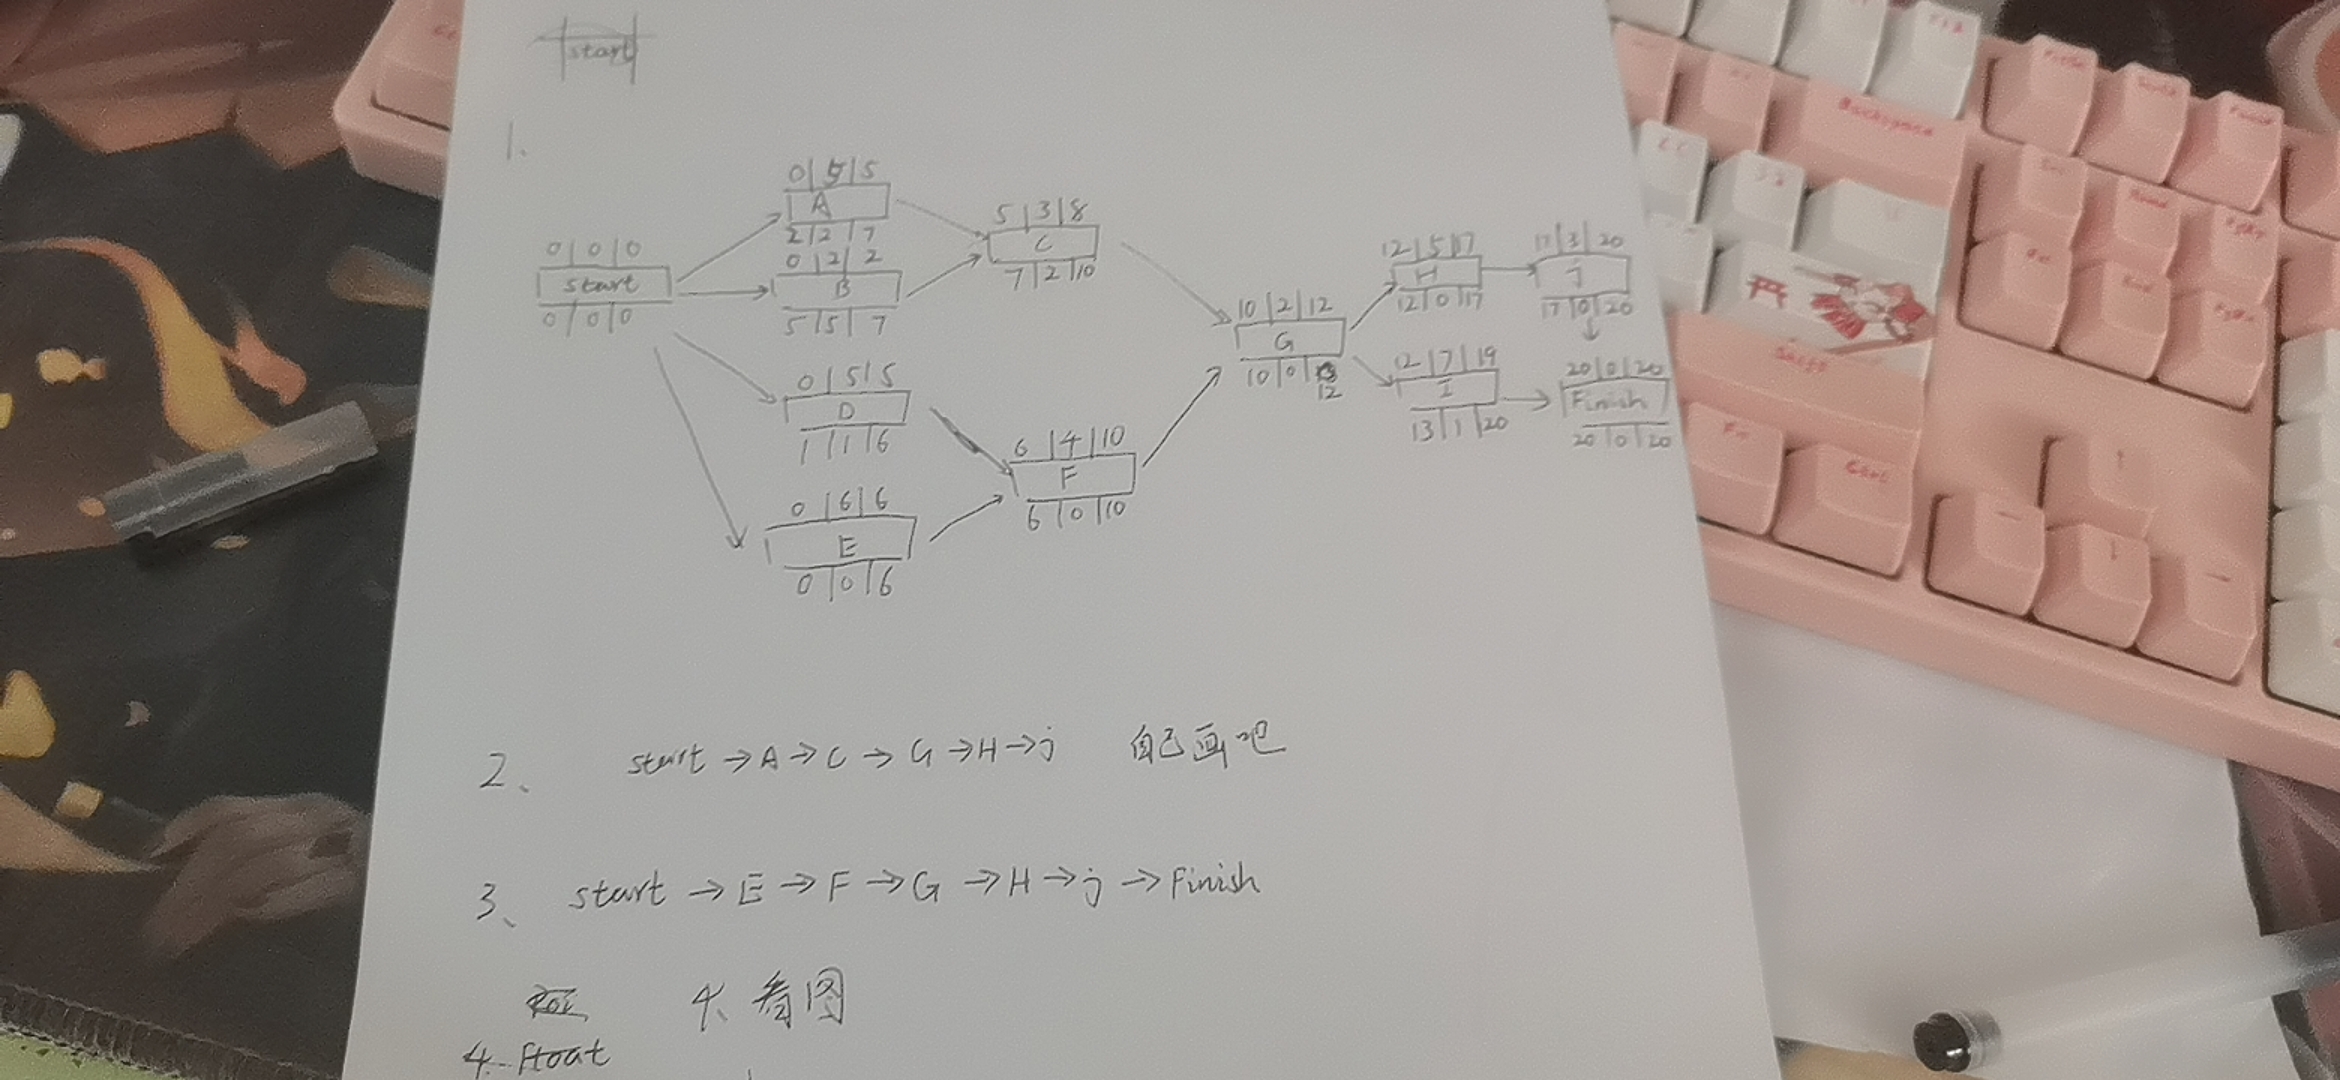 start
1.
0 | 5 | 5
A
2 | 2 | 7
0 | 2 | 2
B
5 | 5 | 7
0 | 0 | 0
start
0 | 0 | 0
5 | 3 | 8
C
7 | 2 | 10
0 | 5 | 5
D
1 | 1 | 6
0 | 6 | 6
E
0 | 0 | 6
6 | 4 | 10
F
6 | 0 | 10
10 | 2 | 12
G
10 | 0 |
12
12 | 5 | 17
H
12 | 0 | 17
17 | 3 | 20
j
17 | 0 | 20
12 | 7 | 19
I
13 | 1 | 20
20 | 0 | 20
Finish
20 | 0 | 20
2、 start → A → C → G → H → j 自己画吧
3、 start → E → F → G → H → j → Finish
4、看图
4. float
Backspace
Shift